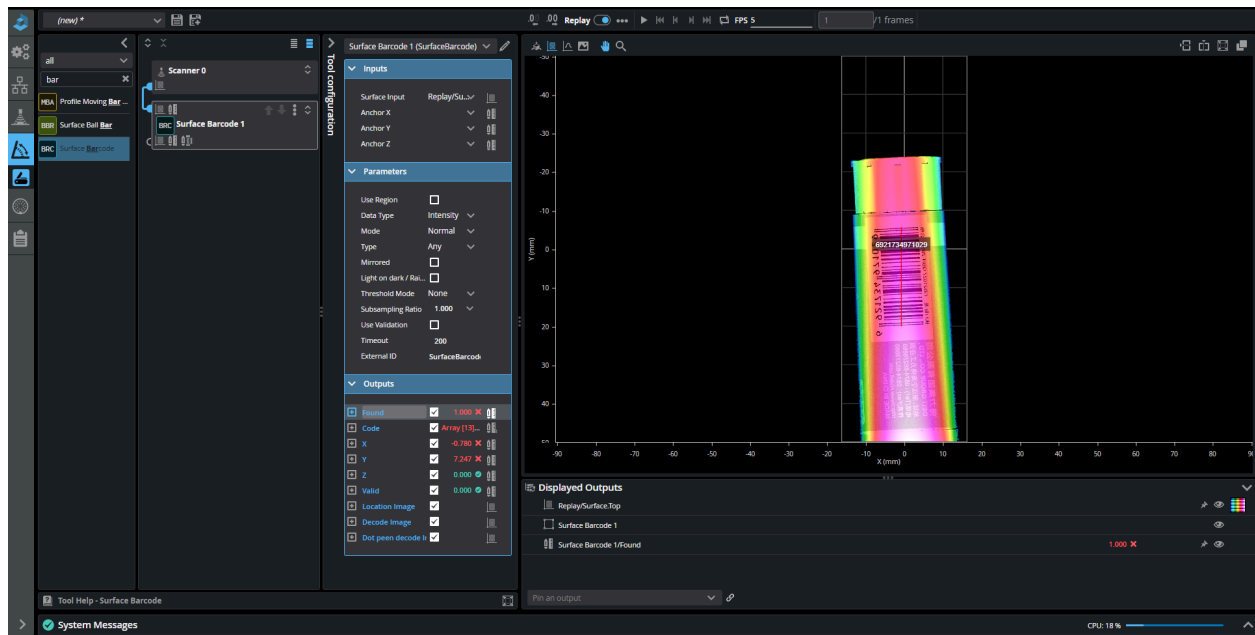 (new) *
Replay
FPS 5
1
/1 frames
all
bar
MBA Profile Moving Bar ...
BBR Surface Ball Bar
BRC Surface Barcode
Scanner 0
BRC Surface Barcode 1
Tool configuration
Surface Barcode 1 (SurfaceBarcode)
Inputs
Surface Input Replay/Su...
Anchor X
Anchor Y
Anchor Z
Parameters
Use Region
Data Type Intensity
Mode Normal
Type Any
Mirrored
Light on dark / Rai...
Threshold Mode None
Subsampling Ratio 1.000
Use Validation
Timeout 200
External ID SurfaceBarcod
Outputs
Found 1.000
Code Array [13]...
X -0.780
Y 7.247
Z 0.000
Valid 0.000
Location Image
Decode Image
Dot peen decode I
Tool Help - Surface Barcode
-50
-40
-30
-20
-10
0
10
20
30
40
50
Y (mm)
6921734971029
-90 -80 -70 -60 -50 -40 -30 -20 -10 0 10 20 30 40 50 60 70 80 90
X (mm)
Displayed Outputs
Replay/Surface.Top
Surface Barcode 1
Surface Barcode 1/Found 1.000
Pin an output
System Messages
CPU: 18 %